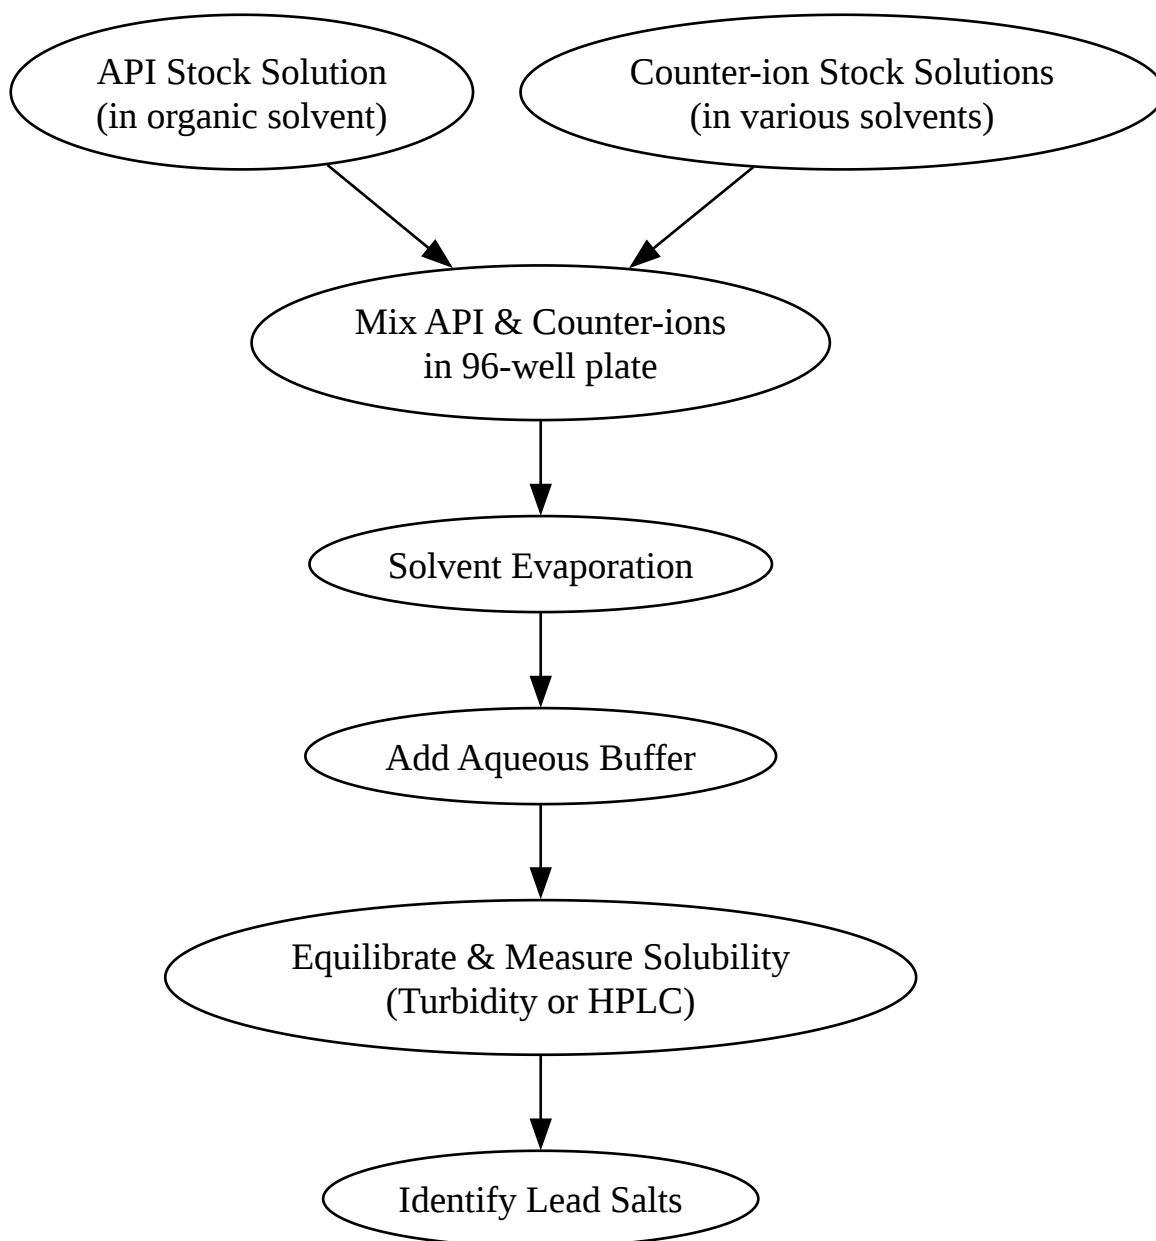 API Stock Solution
(in organic solvent)
Counter-ion Stock Solutions
(in various solvents)
Mix API & Counter-ions
in 96-well plate
Solvent Evaporation
Add Aqueous Buffer
Equilibrate & Measure Solubility
(Turbidity or HPLC)
Identify Lead Salts